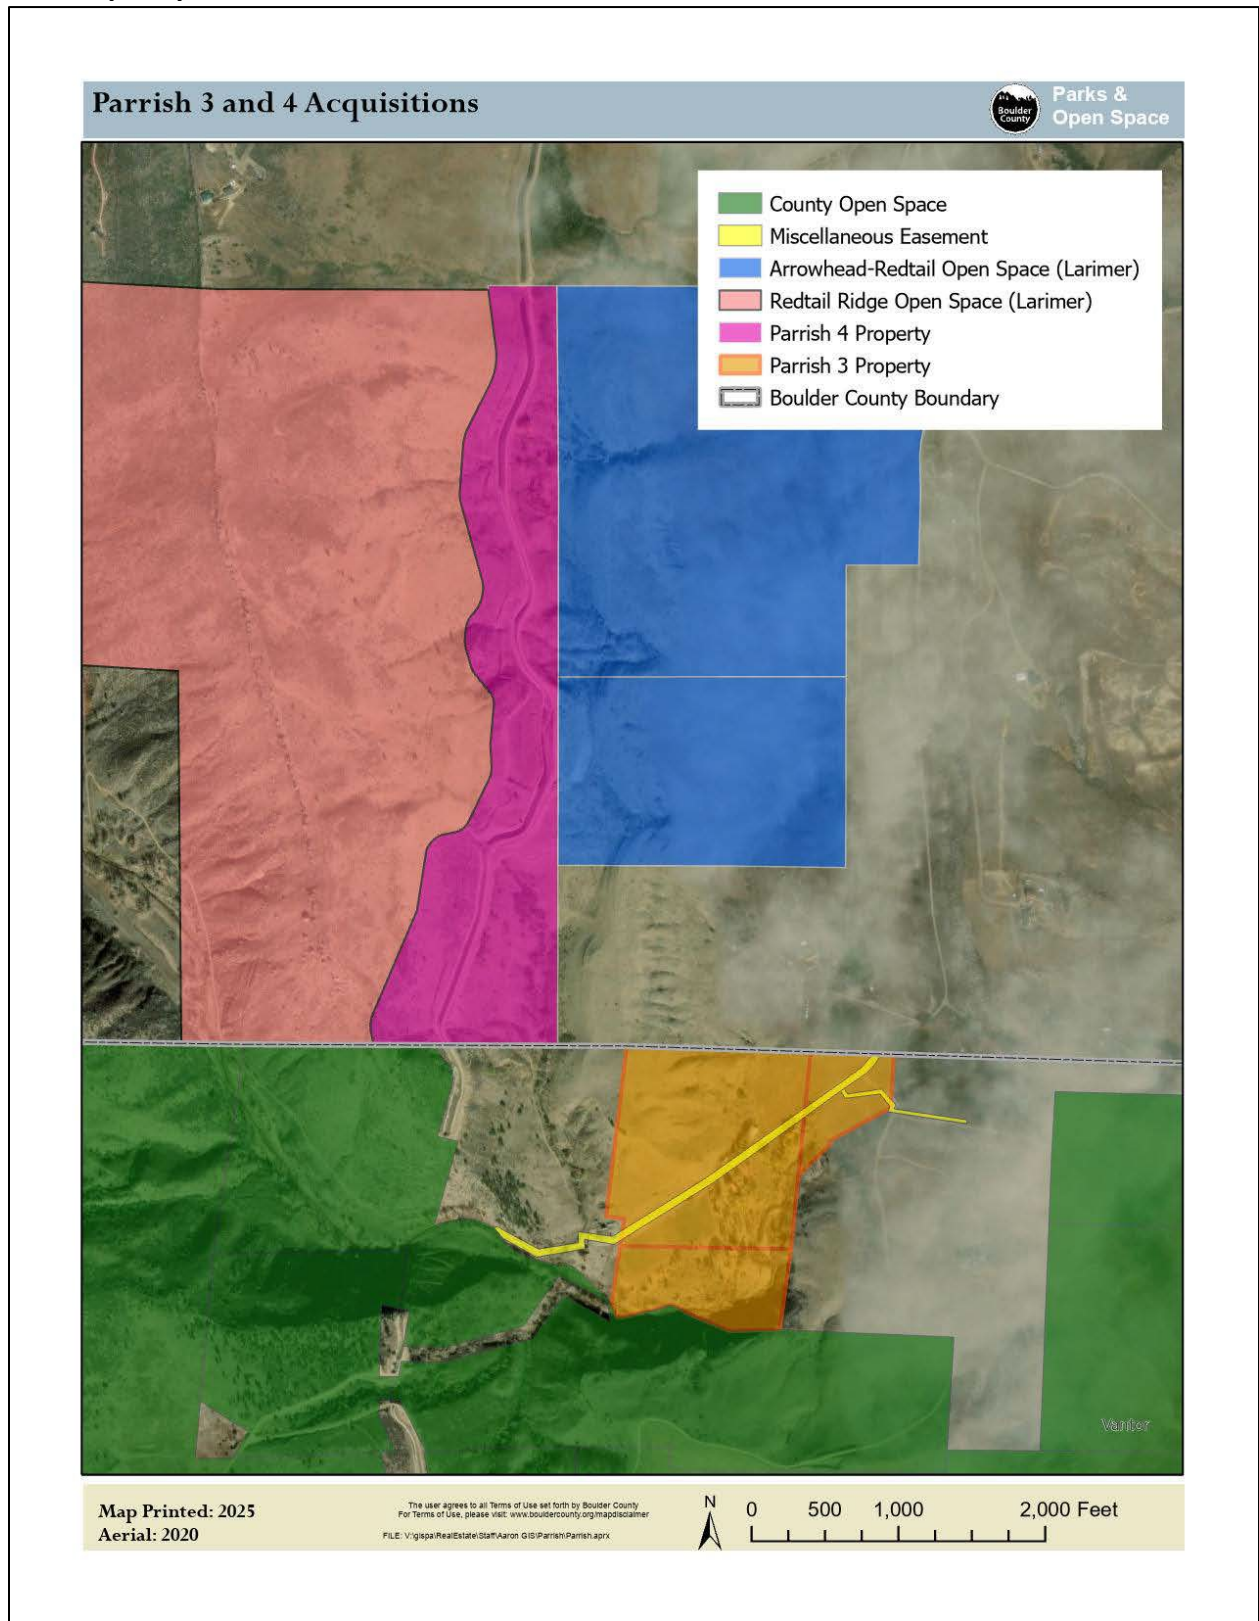 Parrish 3 and 4 Acquisitions
Boulder
County
Parks &
Open Space
County Open Space
Miscellaneous Easement
Arrowhead-Redtail Open Space (Larimer)
Redtail Ridge Open Space (Larimer)
Parrish 4 Property
Parrish 3 Property
Boulder County Boundary
Vantor
Map Printed: 2025
Aerial: 2020
The user agrees to all Terms of Use set forth by Boulder County
For Terms of Use, please visit: www.bouldercounty.org/mapdisclaimer
FILE: V:\gispa\RealEstate\Staff\Aaron GIS\Parrish\Parrish.aprx
N
0 500 1,000 2,000 Feet